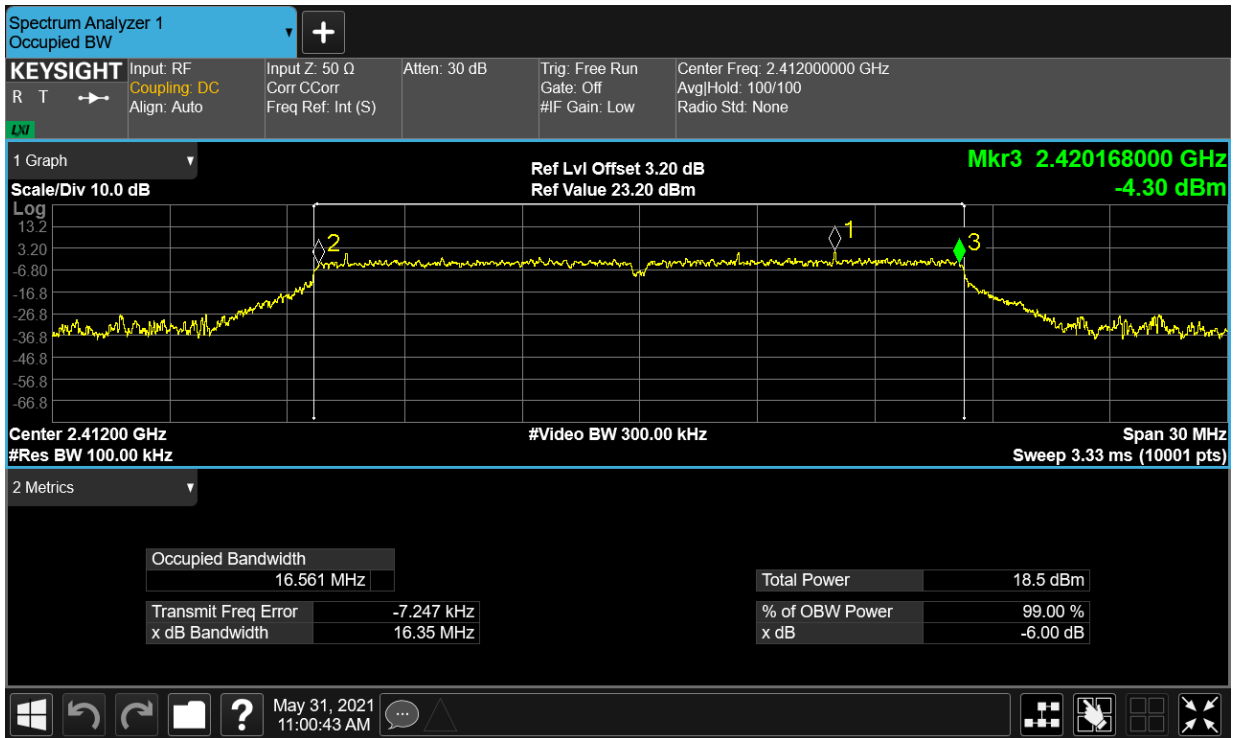 Spectrum Analyzer 1
Occupied BW
KEYSIGHT
R T
LXI
Input: RF
Coupling: DC
Align: Auto
Input Z: 50 Ω
Corr CCorr
Freq Ref: Int (S)
Atten: 30 dB
Trig: Free Run
Gate: Off
#IF Gain: Low
Center Freq: 2.412000000 GHz
Avg|Hold: 100/100
Radio Std: None
1 Graph
Scale/Div 10.0 dB
Ref Lvl Offset 3.20 dB
Ref Value 23.20 dBm
Mkr3 2.420168000 GHz
-4.30 dBm
Log
13.2
3.20
-6.80
-16.8
-26.8
-36.8
-46.8
-56.8
-66.8
2
1
3
Center 2.41200 GHz
#Res BW 100.00 kHz
#Video BW 300.00 kHz
Span 30 MHz
Sweep 3.33 ms (10001 pts)
2 Metrics
Occupied Bandwidth
16.561 MHz
Transmit Freq Error -7.247 kHz
x dB Bandwidth 16.35 MHz
Total Power 18.5 dBm
% of OBW Power 99.00 %
x dB -6.00 dB
?
May 31, 2021
11:00:43 AM